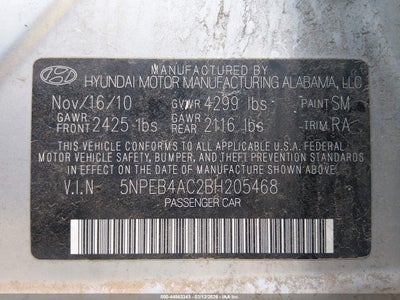 MANUFACTURED BY
HYUNDAI MOTOR MANUFACTURING ALABAMA, LLC
Nov/16/10 GVWR 4299 lbs PAINT SM
GAWR FRONT 2425 lbs GAWR REAR 2116 lbs TRIM RA
THIS VEHICLE CONFORMS TO ALL APPLICABLE U.S.A. FEDERAL
MOTOR VEHICLE SAFETY, BUMPER, AND THEFT PREVENTION
STANDARDS IN EFFECT ON THE DATE OF MANUFACTURE SHOWN ABOVE.
V.I.N 5NPEB4AC2BH205468
PASSENGER CAR